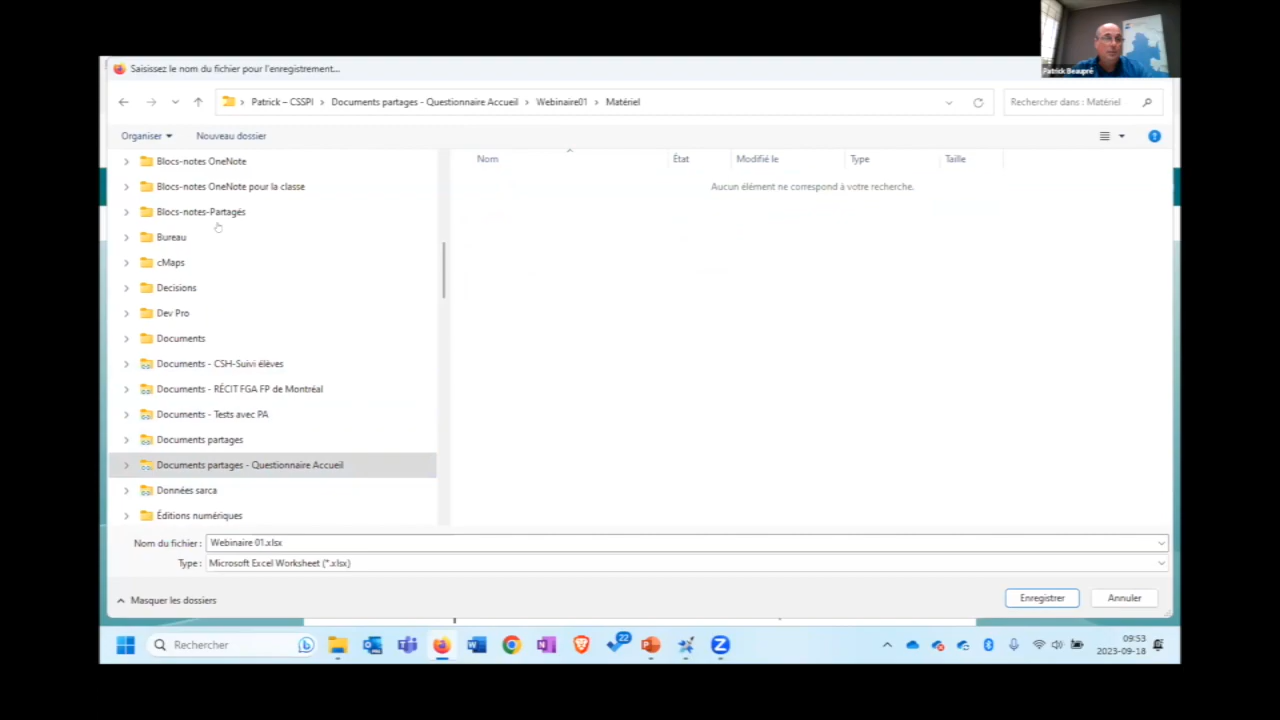 Patrick Beaupré
Saisissez le nom du fichier pour l'enregistrement...
Patrick – CSSPI > Documents partages - Questionnaire Accueil > Webinaire01 > Matériel
Rechercher dans : Matériel
Organiser
Nouveau dossier
Nom État Modifié le Type Taille
Aucun élément ne correspond à votre recherche.
Blocs-notes OneNote
Blocs-notes OneNote pour la classe
Blocs-notes-Partagés
Bureau
cMaps
Decisions
Dev Pro
Documents
Documents - CSH-Suivi élèves
Documents - RÉCIT FGA FP de Montréal
Documents - Tests avec PA
Documents partages
Documents partages - Questionnaire Accueil
Données sarca
Éditions numériques
Nom du fichier : Webinaire 01.xlsx
Type : Microsoft Excel Worksheet (*.xlsx)
Masquer les dossiers
Enregistrer
Annuler
Rechercher
22
09:53
2023-09-18